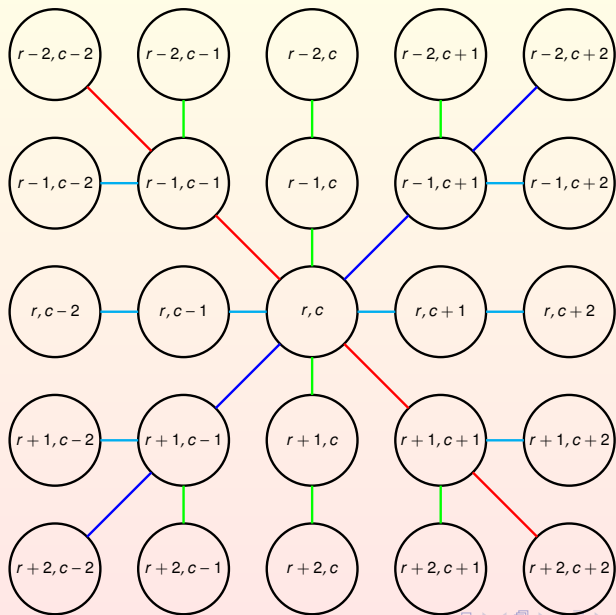 r − 2, c − 2 r − 2, c − 1 r − 2, c r − 2, c + 1 r − 2, c + 2
r − 1, c − 2 r − 1, c − 1 r − 1, c r − 1, c + 1 r − 1, c + 2
r, c − 2 r, c − 1 r, c r, c + 1 r, c + 2
r + 1, c − 2 r + 1, c − 1 r + 1, c r + 1, c + 1 r + 1, c + 2
r + 2, c − 2 r + 2, c − 1 r + 2, c r + 2, c + 1 r + 2, c + 2